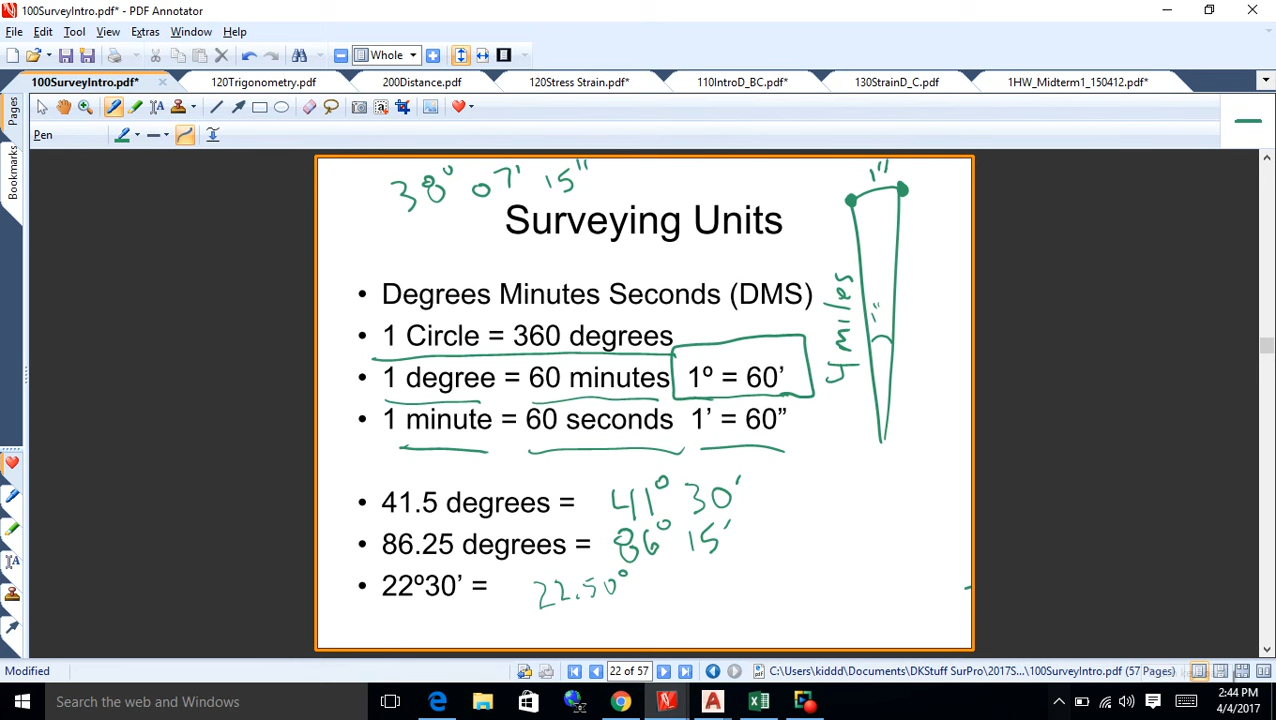 100SurveyIntro.pdf* - PDF Annotator
File Edit Tool View Extras Window Help
Whole
100SurveyIntro.pdf* 120Trigonometry.pdf 200Distance.pdf 120Stress Strain.pdf* 110IntroD_BC.pdf* 130StrainD_C.pdf 1HW_Midterm1_150412.pdf*
Pen
Pages
Bookmarks
38° 07' 15"
Surveying Units
1"
• Degrees Minutes Seconds (DMS)
• 1 Circle = 360 degrees
• 1 degree = 60 minutes 1º = 60’
• 1 minute = 60 seconds 1’ = 60”
1"
4 miles
• 41.5 degrees = 41° 30'
• 86.25 degrees = 86° 15'
• 22º30’ = 22.50°
Modified
22 of 57
C:\Users\kiddd\Documents\DKStuff SurPro\2017S...\100SurveyIntro.pdf (57 Pages)
Search the web and Windows
2:44 PM
4/4/2017